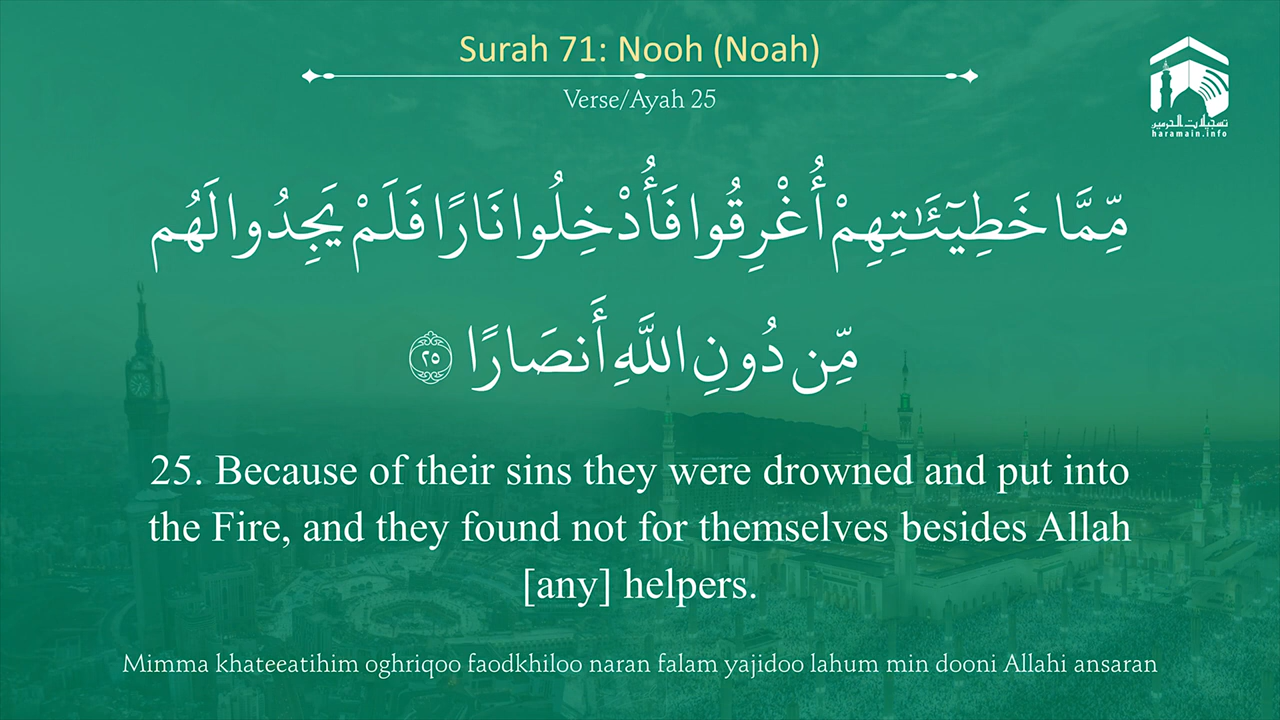 Surah 71: Nooh (Noah)
Verse/Ayah 25
تسجيلات الحرمين
haramain.info
مِّمَّا خَطِيٓـَٰٔتِهِمْ أُغْرِقُوا فَأُدْخِلُوا نَارًا فَلَمْ يَجِدُوا لَهُم
مِّن دُونِ اللَّهِ أَنصَارًا ٢٥
25. Because of their sins they were drowned and put into
the Fire, and they found not for themselves besides Allah
[any] helpers.
Mimma khateeatihim oghriqoo faodkhiloo naran falam yajidoo lahum min dooni Allahi ansaran